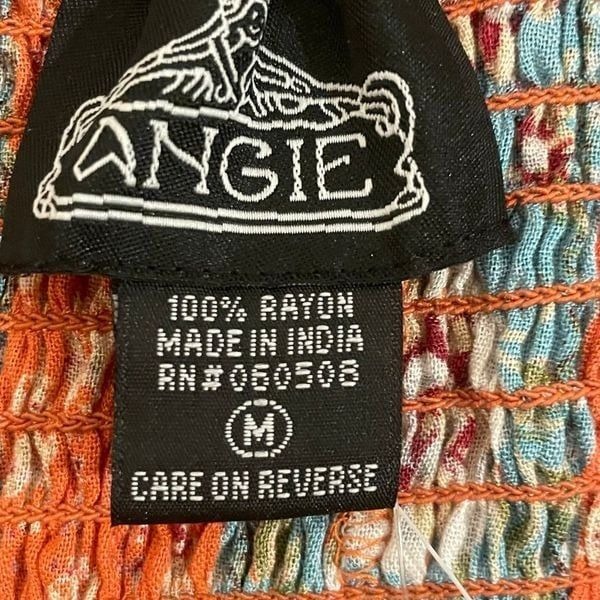 ANGIE
100% RAYON
MADE IN INDIA
RN#060508
M
CARE ON REVERSE